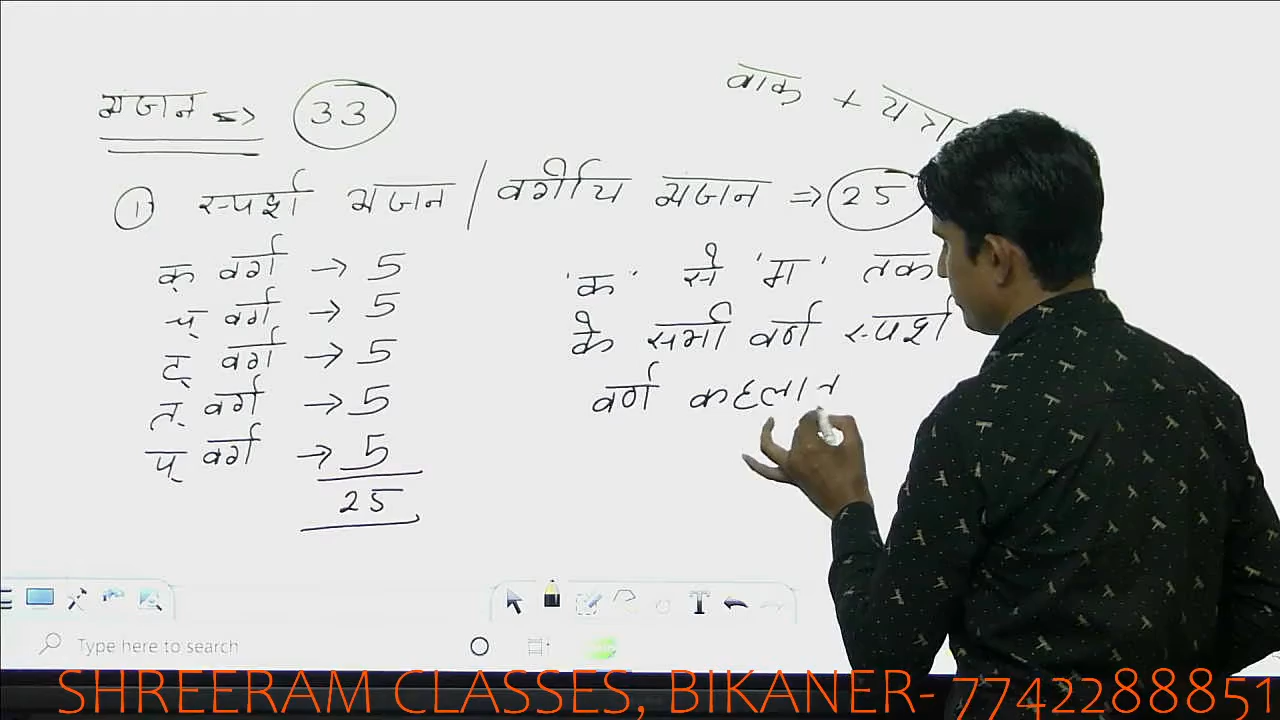 व्यंजन => 33
वाक् + यंत्र
① स्पर्श व्यंजन / वर्गीय व्यंजन => 25
क् वर्ग → 5
च् वर्ग → 5
ट् वर्ग → 5
त् वर्ग → 5
प् वर्ग → 5
25
'क' से 'म' तक
के सभी वर्ण स्पर्श
वर्ण कहलात
Type here to search
T
SHREERAM CLASSES, BIKANER- 7742288851